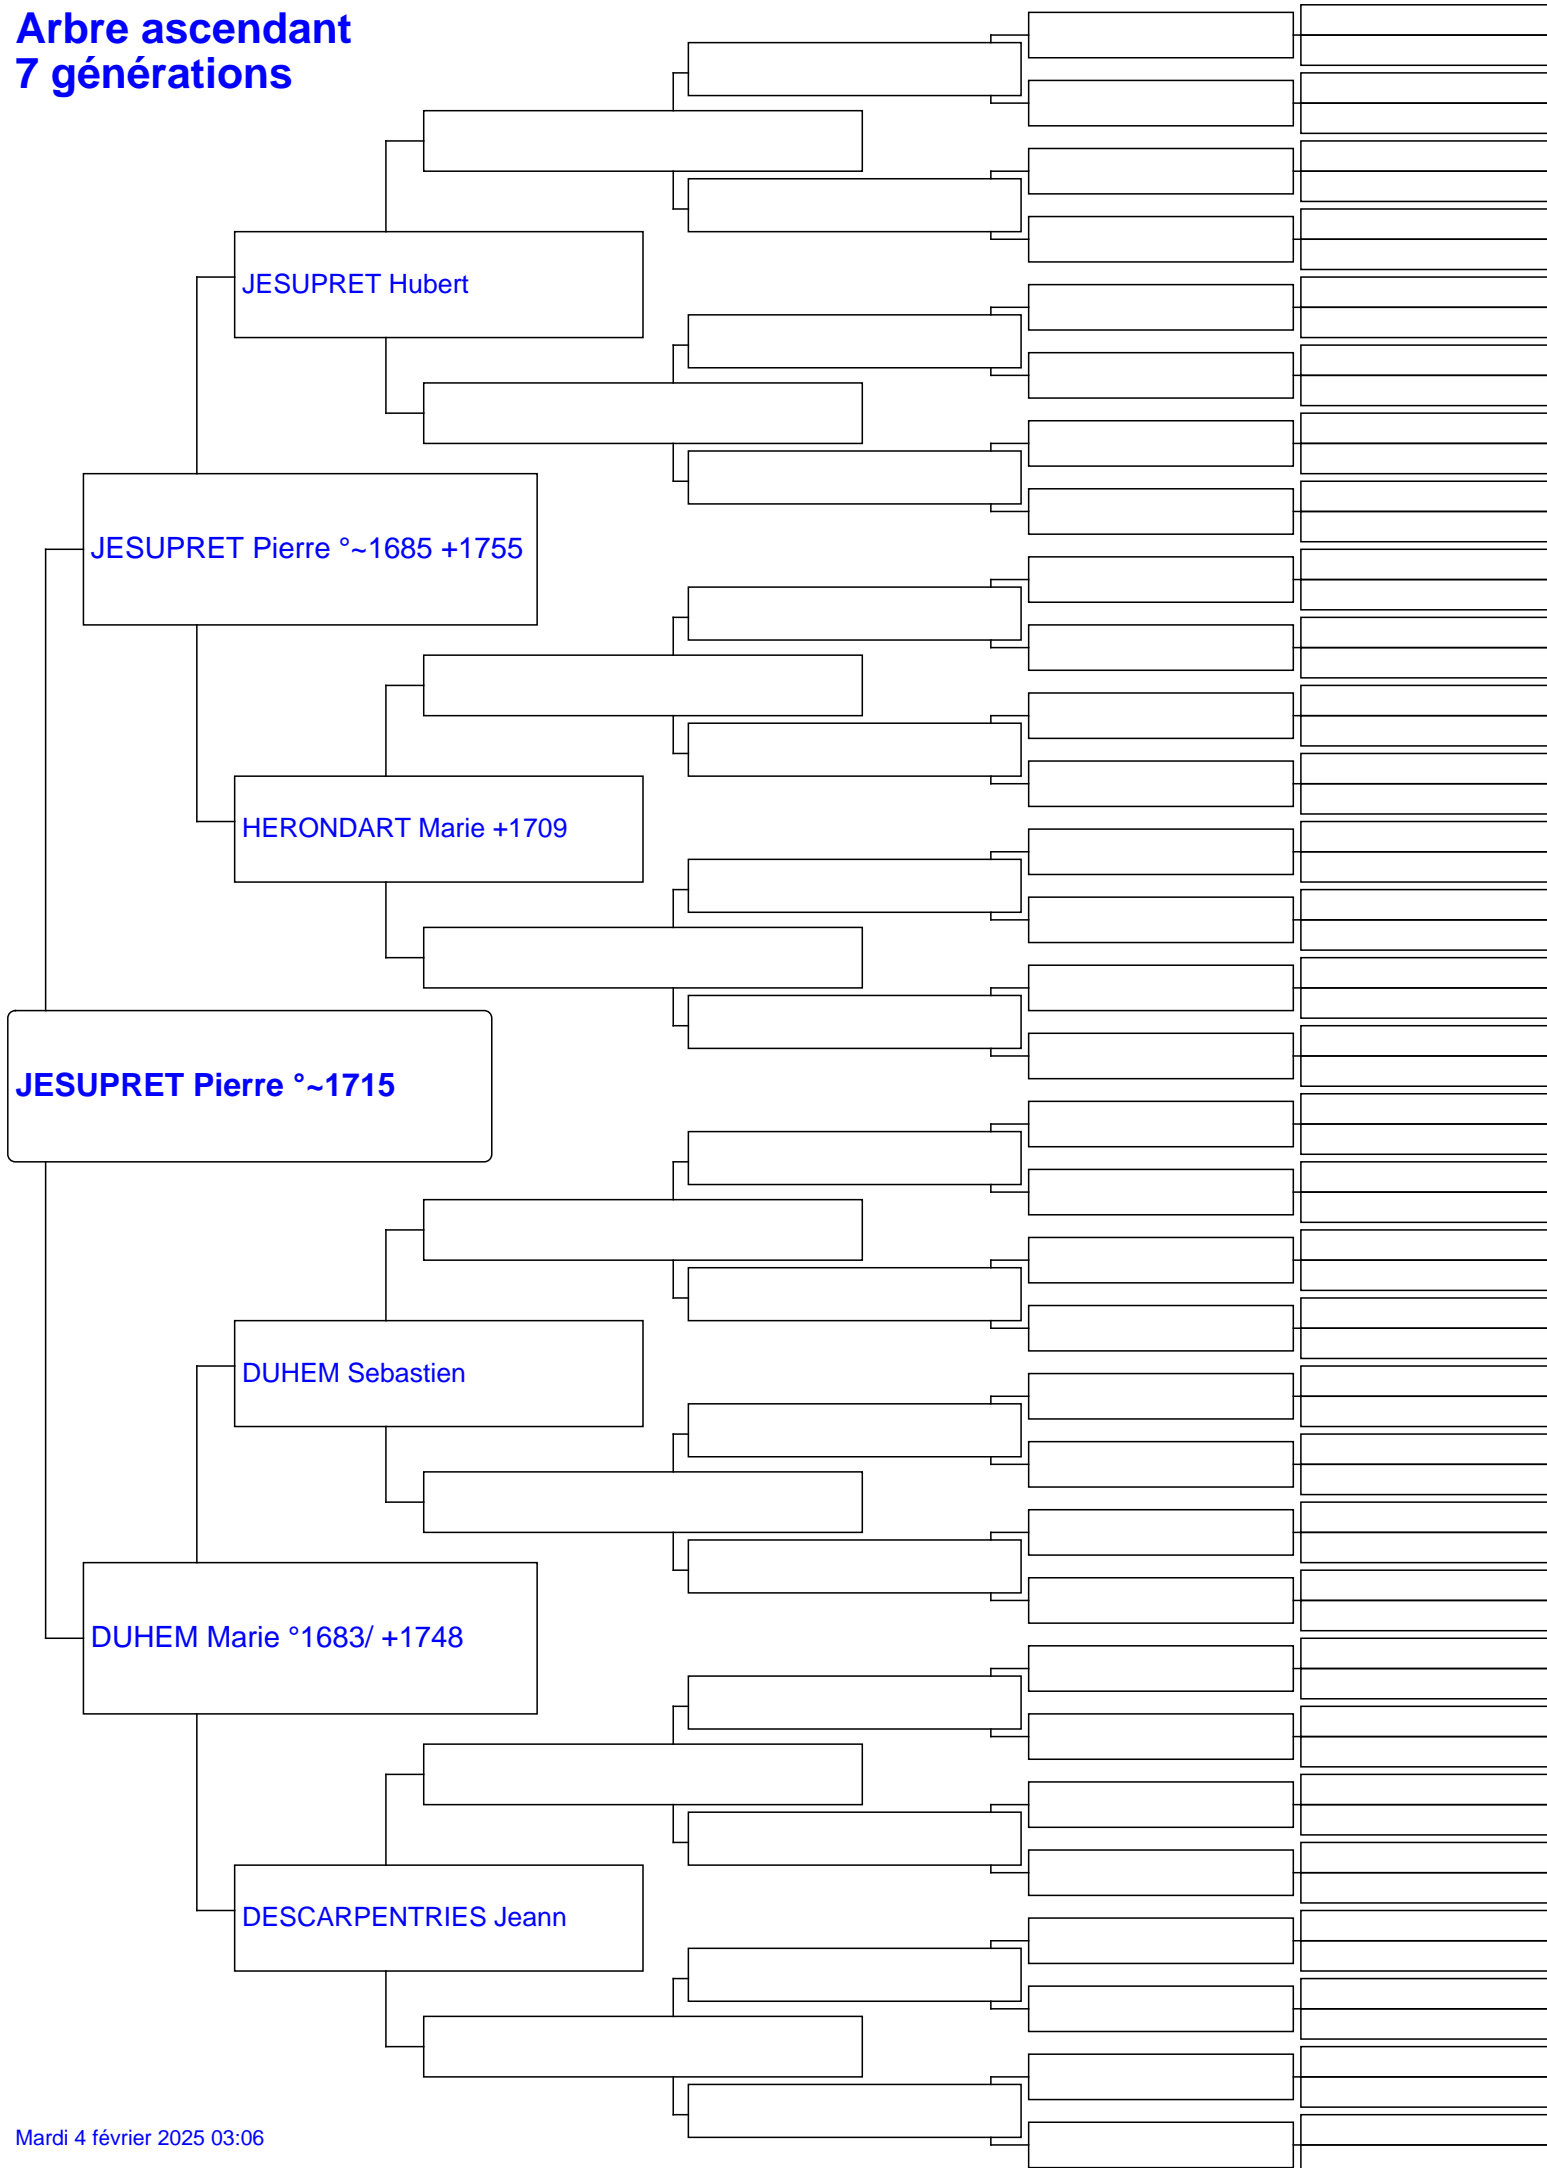 Arbre ascendant
7 générations
JESUPRET Hubert
JESUPRET Pierre °~1685 +1755
HERONDART Marie +1709
JESUPRET Pierre °~1715
DUHEM Sebastien
DUHEM Marie °1683/ +1748
DESCARPENTRIES Jeann
Mardi 4 février 2025 03:06